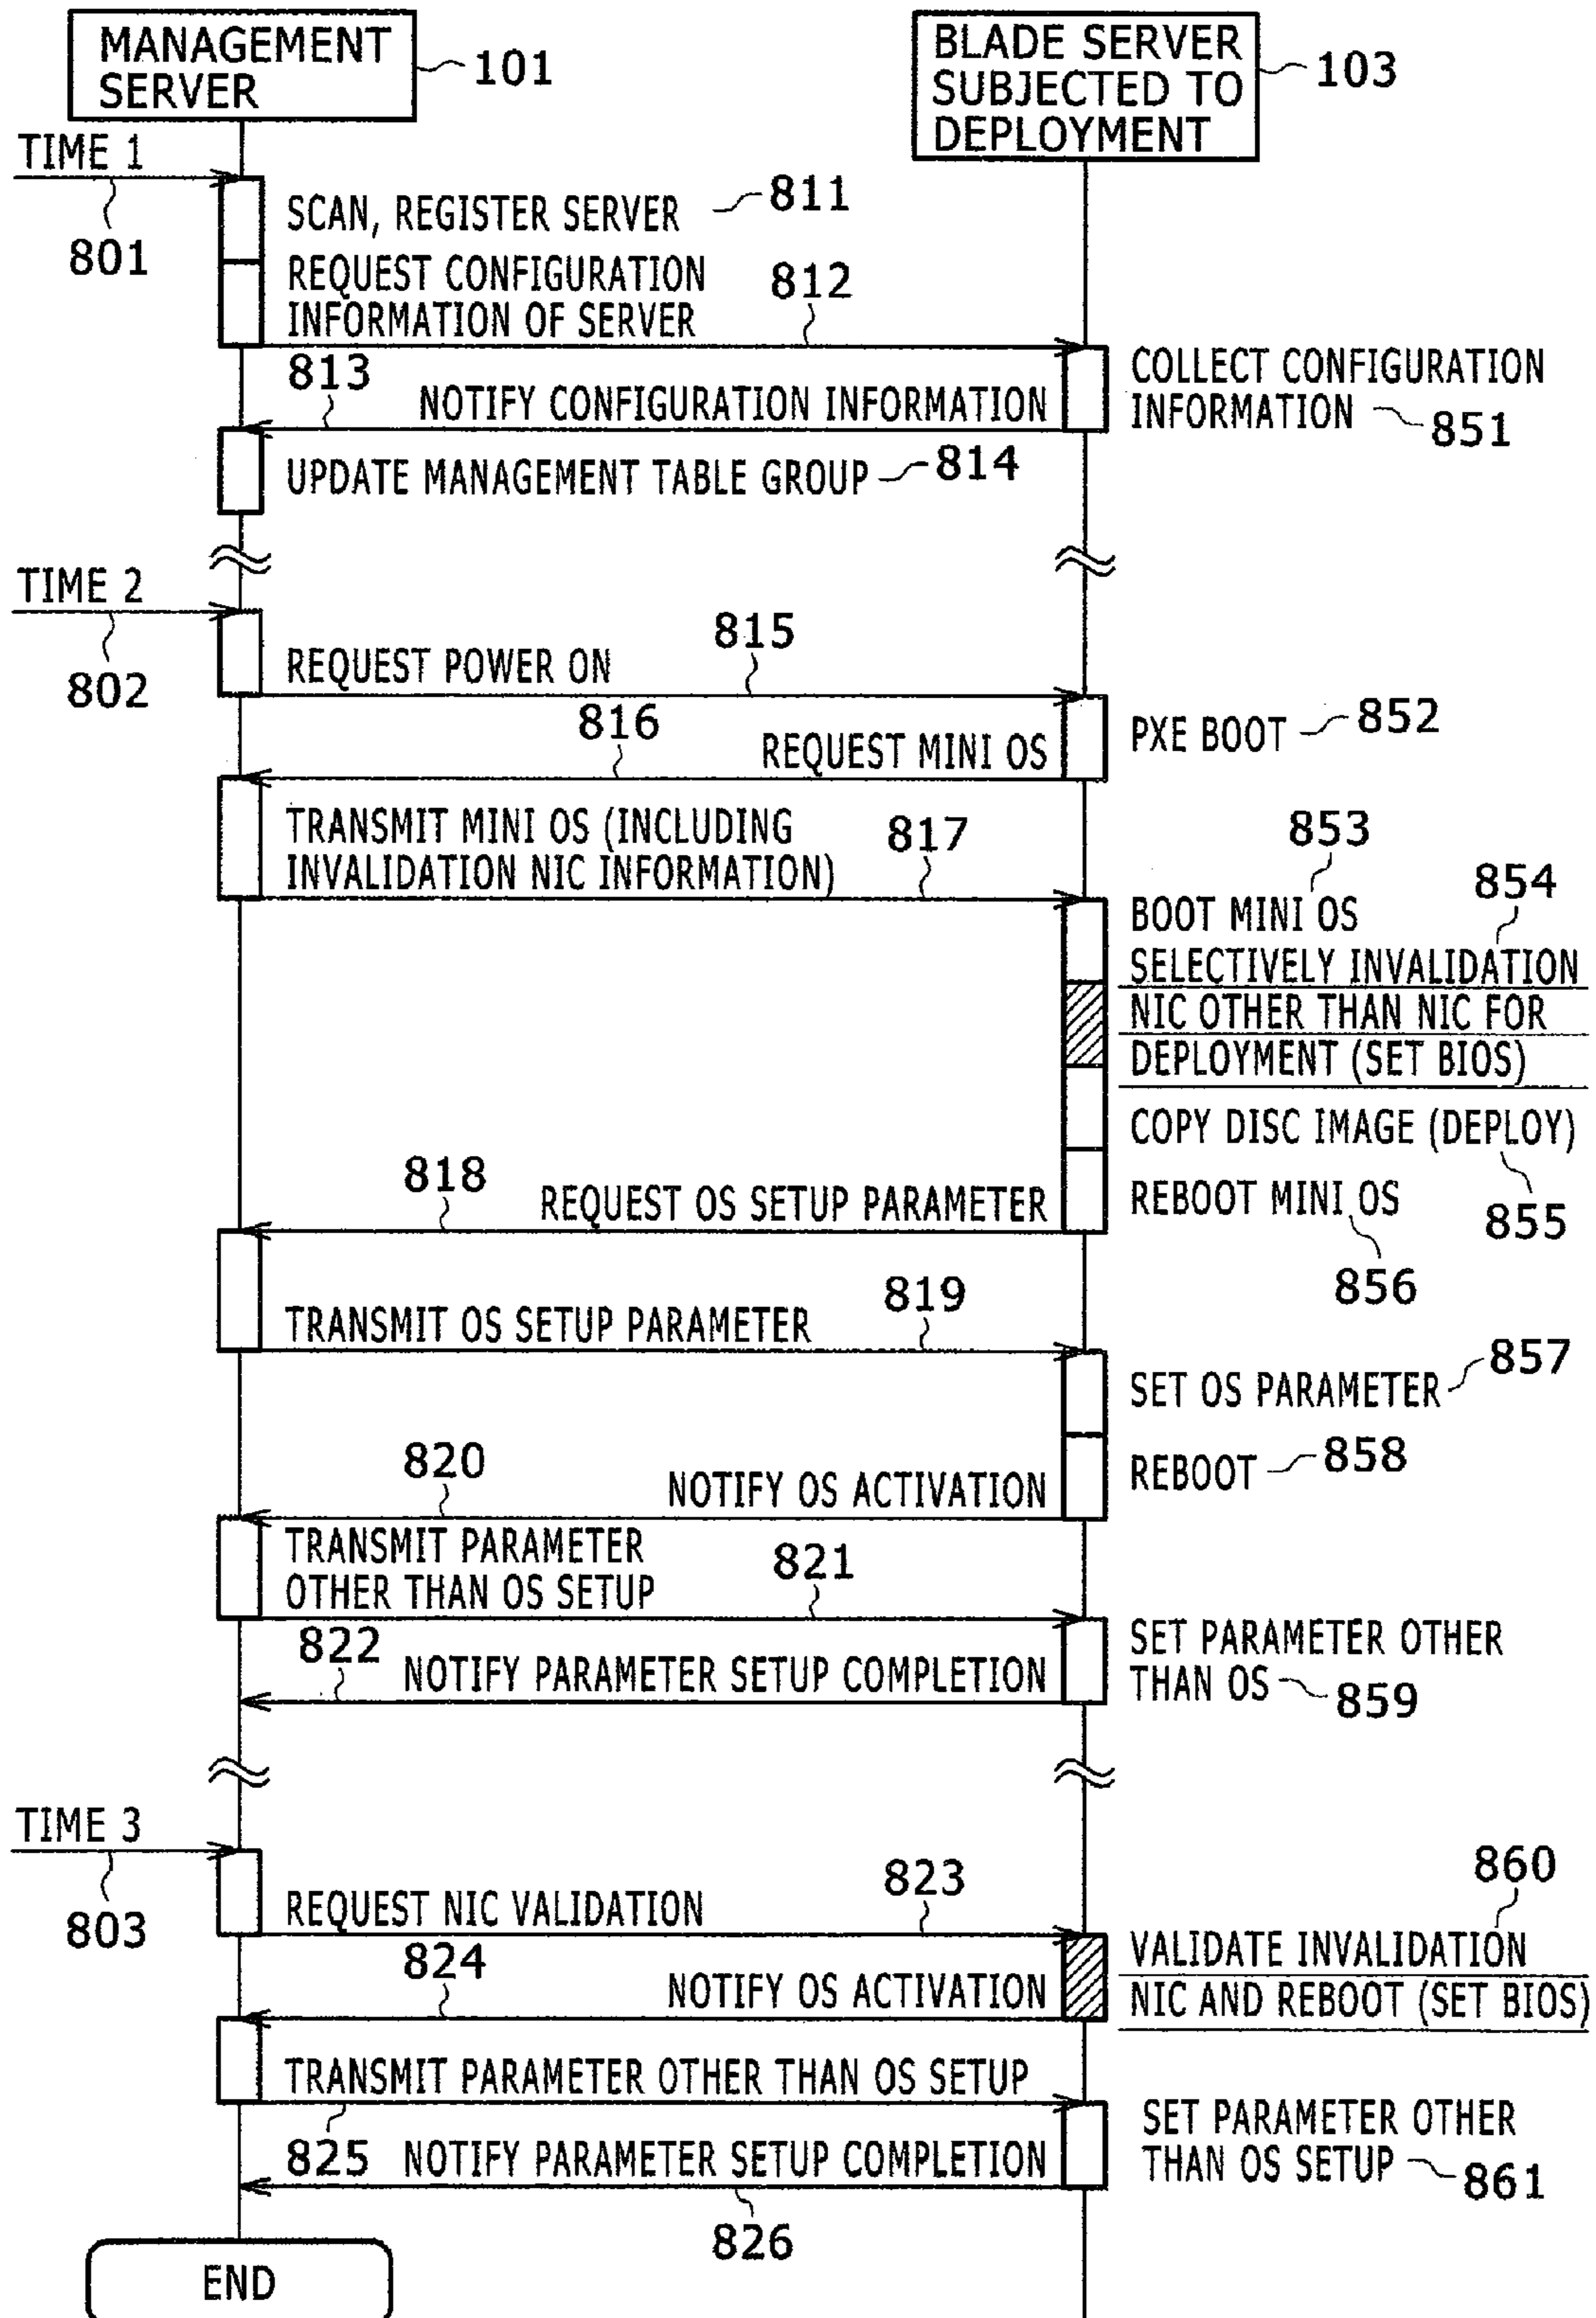 MANAGEMENT
SERVER
101
BLADE SERVER
SUBJECTED TO
DEPLOYMENT
103
TIME 1
801
SCAN, REGISTER SERVER
811
REQUEST CONFIGURATION
INFORMATION OF SERVER
812
813
NOTIFY CONFIGURATION INFORMATION
COLLECT CONFIGURATION
INFORMATION
851
UPDATE MANAGEMENT TABLE GROUP
814
TIME 2
802
REQUEST POWER ON
815
816
REQUEST MINI OS
PXE BOOT
852
TRANSMIT MINI OS (INCLUDING
INVALIDATION NIC INFORMATION)
817
853
BOOT MINI OS
854
SELECTIVELY INVALIDATION
NIC OTHER THAN NIC FOR
DEPLOYMENT (SET BIOS)
COPY DISC IMAGE (DEPLOY)
855
818
REQUEST OS SETUP PARAMETER
REBOOT MINI OS
856
TRANSMIT OS SETUP PARAMETER
819
SET OS PARAMETER
857
820
NOTIFY OS ACTIVATION
REBOOT
858
TRANSMIT PARAMETER
OTHER THAN OS SETUP
821
822
NOTIFY PARAMETER SETUP COMPLETION
SET PARAMETER OTHER
THAN OS
859
TIME 3
803
REQUEST NIC VALIDATION
823
860
824
NOTIFY OS ACTIVATION
VALIDATE INVALIDATION
NIC AND REBOOT (SET BIOS)
TRANSMIT PARAMETER OTHER THAN OS SETUP
825
NOTIFY PARAMETER SETUP COMPLETION
826
SET PARAMETER OTHER
THAN OS SETUP
861
END